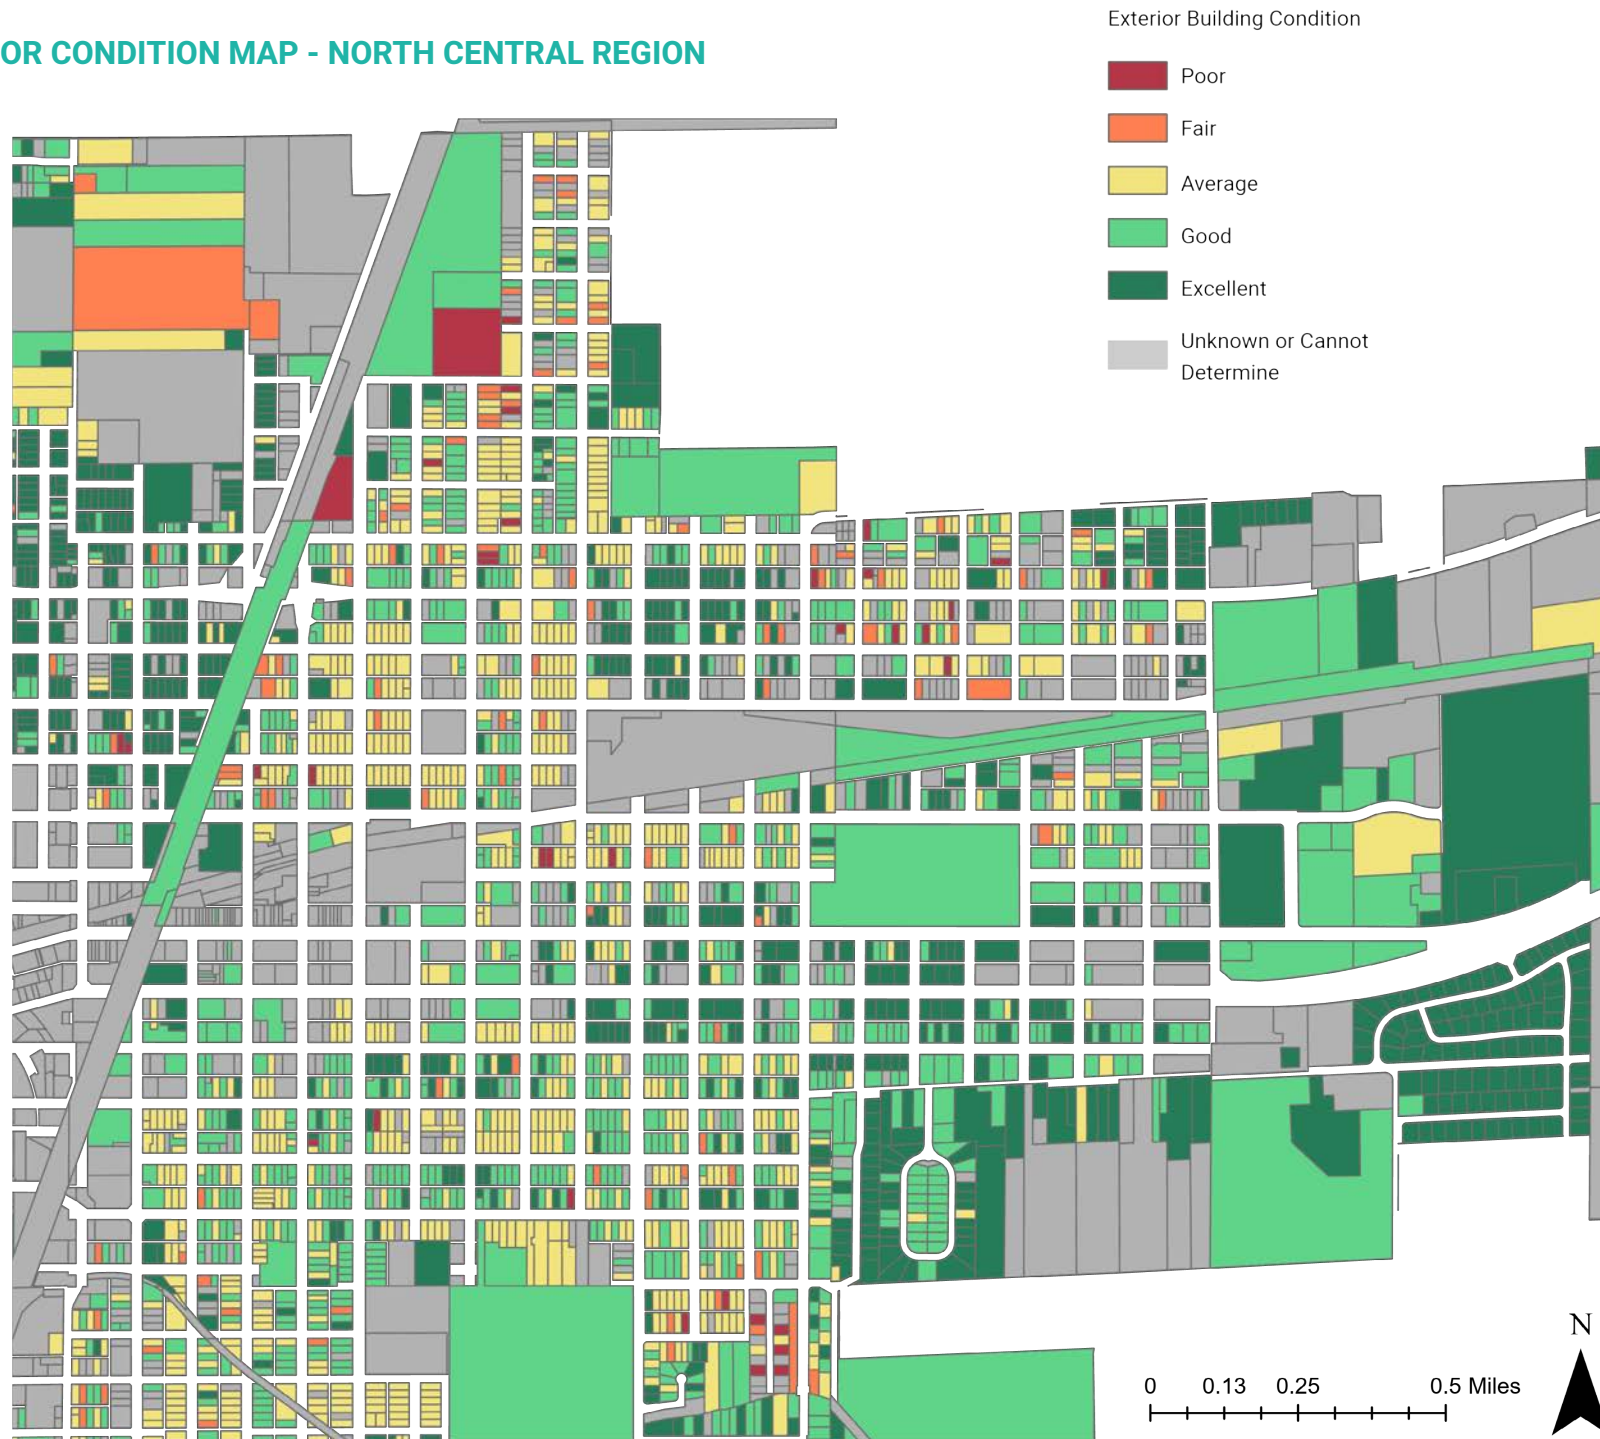 OR CONDITION MAP - NORTH CENTRAL REGION
Exterior Building Condition
Poor
Fair
Average
Good
Excellent
Unknown or Cannot
Determine
N
0 0.13 0.25 0.5 Miles